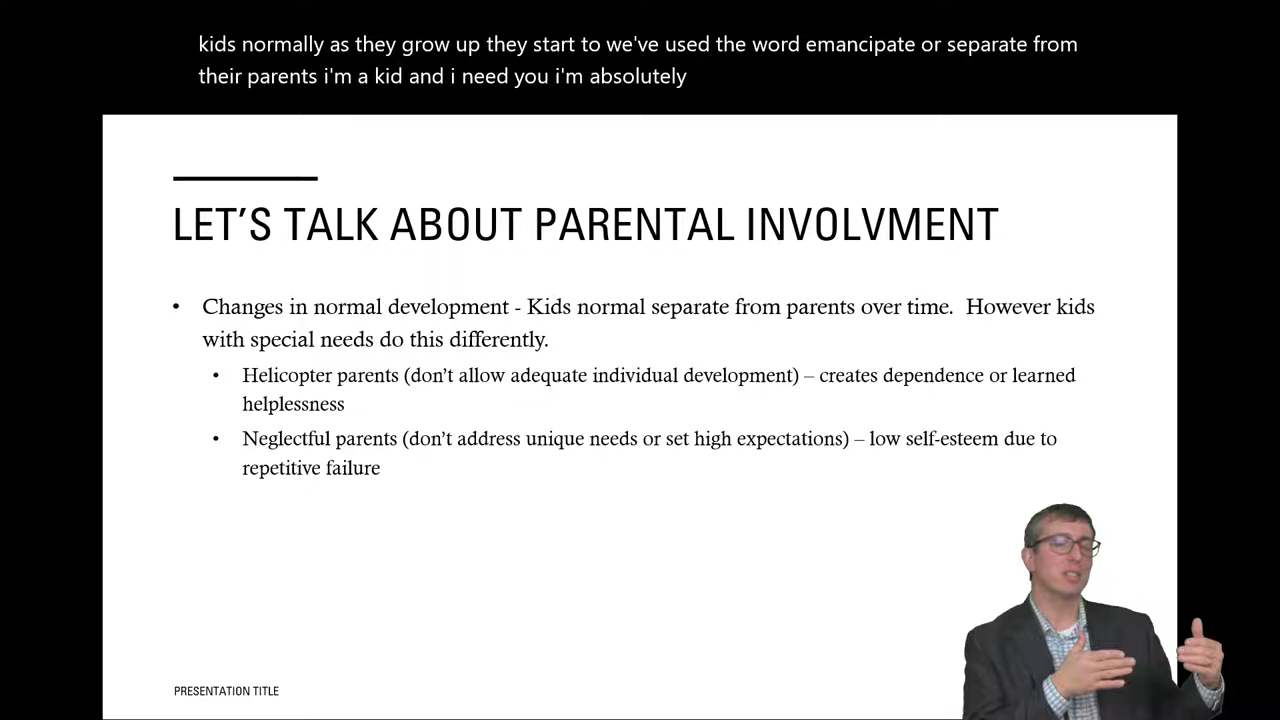 kids normally as they grow up they start to we've used the word emancipate or separate from
their parents i'm a kid and i need you i'm absolutely
LET'S TALK ABOUT PARENTAL INVOLVMENT
• Changes in normal development - Kids normal separate from parents over time. However kids
with special needs do this differently.
• Helicopter parents (don't allow adequate individual development) – creates dependence or learned
helplessness
• Neglectful parents (don't address unique needs or set high expectations) – low self-esteem due to
repetitive failure
PRESENTATION TITLE